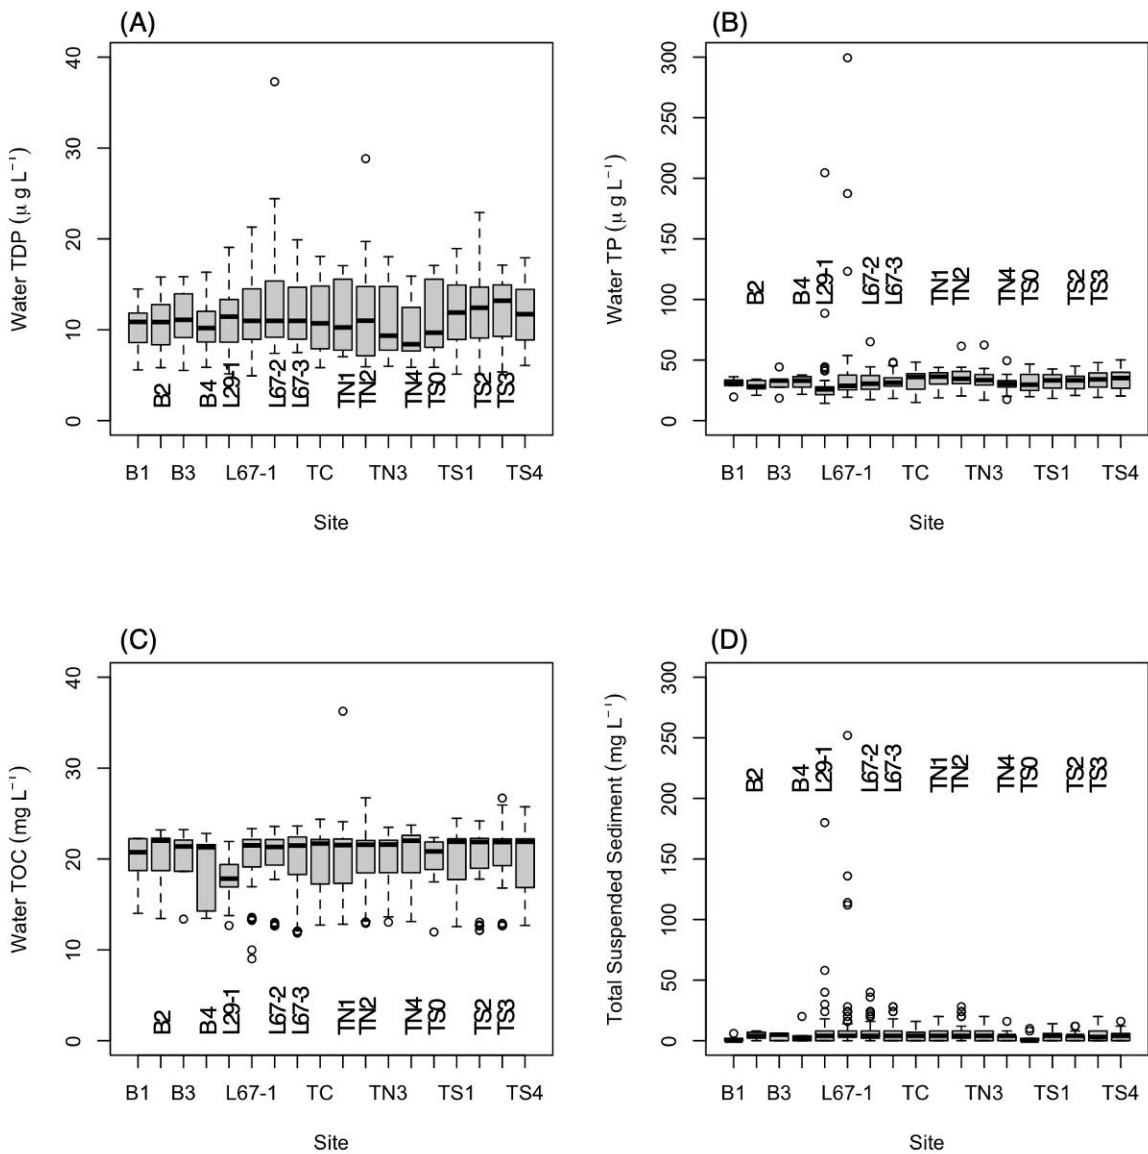 (A)
Water TDP (μ g L⁻¹)
40
30
20
10
0
B2 B4 L29-1 L67-2 L67-3 TN1 TN2 TN4 TS0 TS2 TS3
B1 B3 L67-1 TC TN3 TS1 TS4
Site
(B)
Water TP (μ g L⁻¹)
300
250
200
150
100
50
0
B2 B4 L29-1 L67-2 L67-3 TN1 TN2 TN4 TS0 TS2 TS3
B1 B3 L67-1 TC TN3 TS1 TS4
Site
(C)
Water TOC (mg L⁻¹)
40
30
20
10
0
B2 B4 L29-1 L67-2 L67-3 TN1 TN2 TN4 TS0 TS2 TS3
B1 B3 L67-1 TC TN3 TS1 TS4
Site
(D)
Total Suspended Sediment (mg L⁻¹)
300
250
200
150
100
50
0
B2 B4 L29-1 L67-2 L67-3 TN1 TN2 TN4 TS0 TS2 TS3
B1 B3 L67-1 TC TN3 TS1 TS4
Site